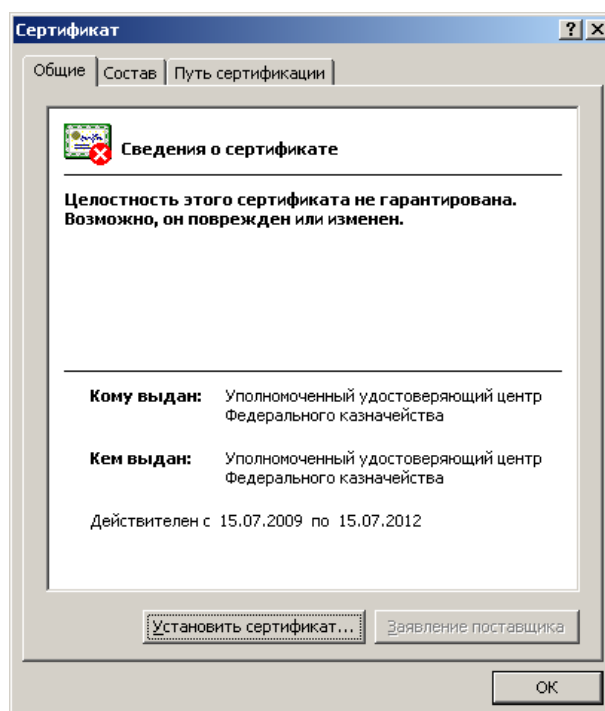 Сертификат
Общие Состав Путь сертификации
Сведения о сертификате
Целостность этого сертификата не гарантирована.
Возможно, он поврежден или изменен.
Кому выдан: Уполномоченный удостоверяющий центр
Федерального казначейства
Кем выдан: Уполномоченный удостоверяющий центр
Федерального казначейства
Действителен с 15.07.2009 по 15.07.2012
Установить сертификат... Заявление поставщика
ОК